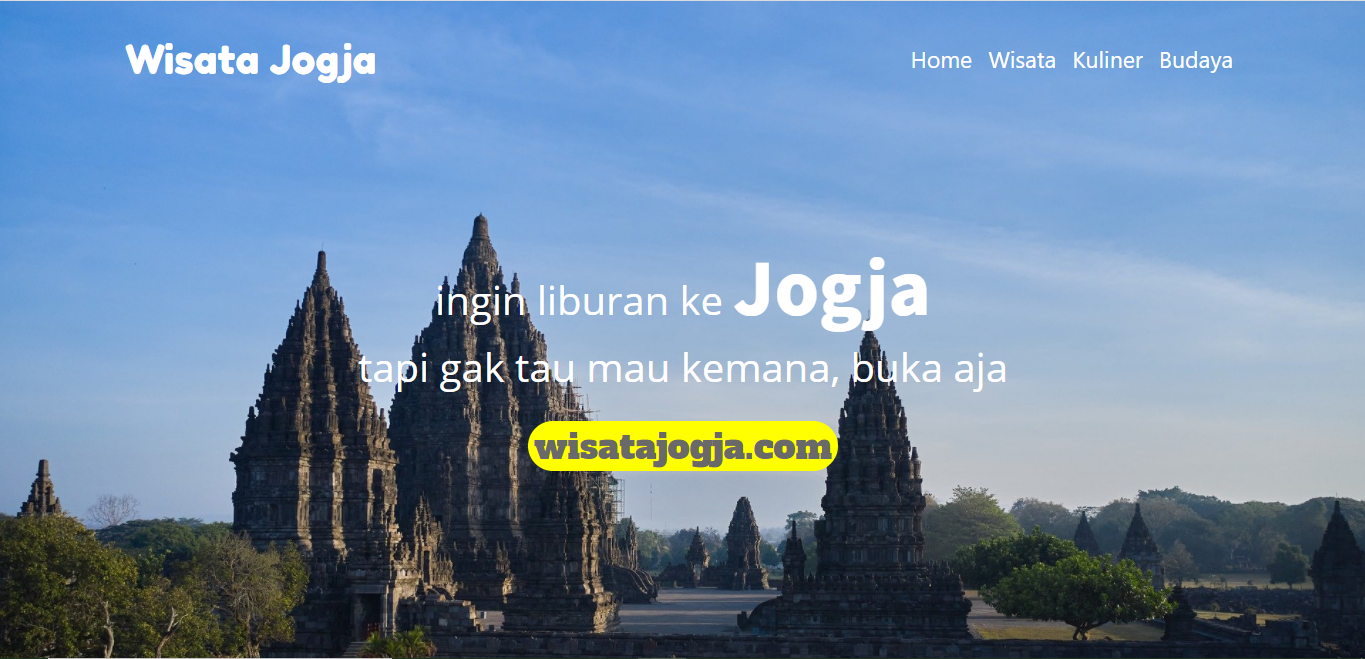 Wisata Jogja
Home Wisata Kuliner Budaya
ingin liburan ke Jogja
tapi gak tau mau kemana, buka aja
wisatajogja.com